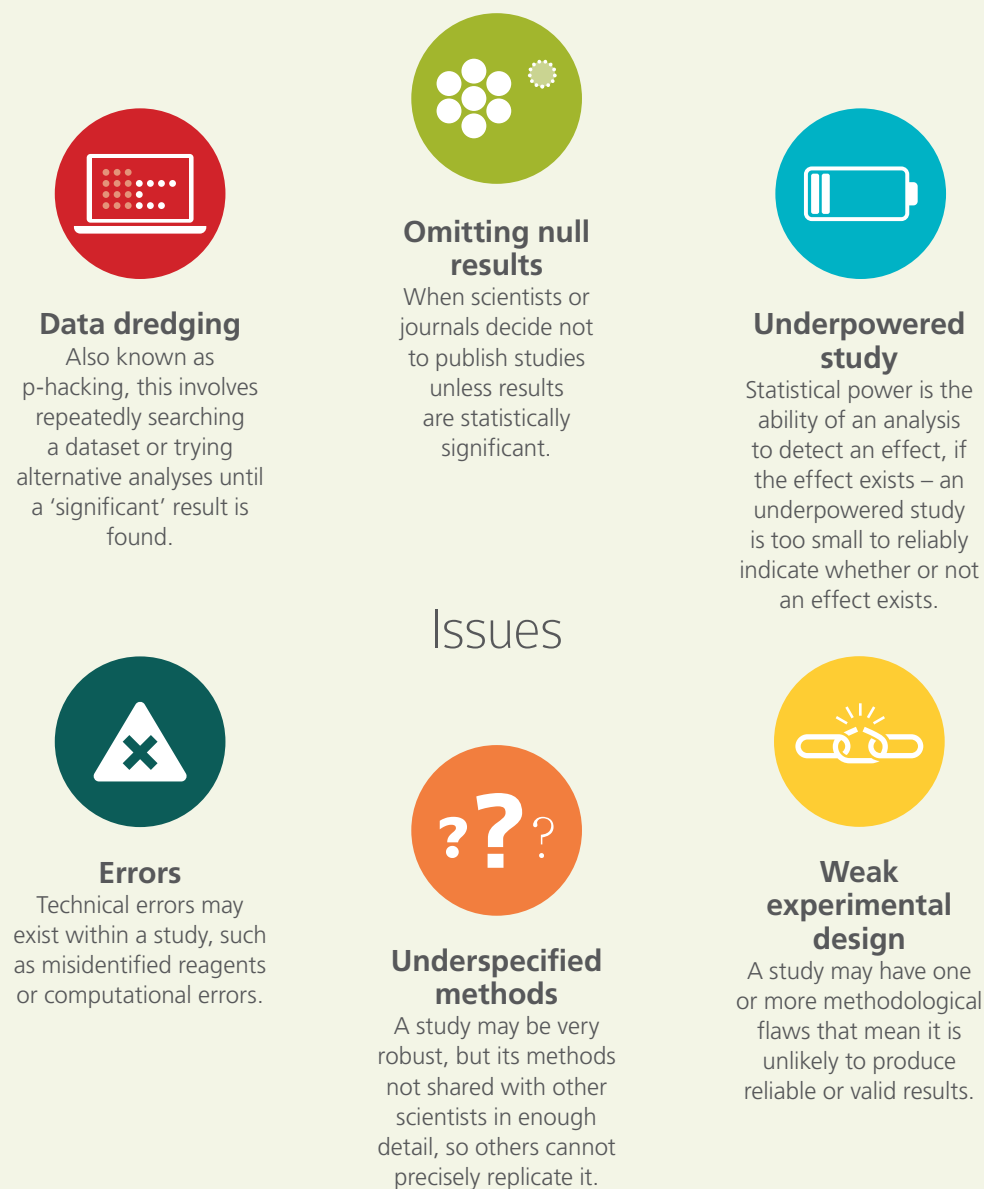 Data dredging
Also known as
p-hacking, this involves
repeatedly searching
a dataset or trying
alternative analyses until
a ‘significant’ result is
found.
Omitting null
results
When scientists or
journals decide not
to publish studies
unless results
are statistically
significant.
Underpowered
study
Statistical power is the
ability of an analysis
to detect an effect, if
the effect exists – an
underpowered study
is too small to reliably
indicate whether or not
an effect exists.
Issues
Errors
Technical errors may
exist within a study, such
as misidentified reagents
or computational errors.
???
Underspecified
methods
A study may be very
robust, but its methods
not shared with other
scientists in enough
detail, so others cannot
precisely replicate it.
Weak
experimental
design
A study may have one
or more methodological
flaws that mean it is
unlikely to produce
reliable or valid results.